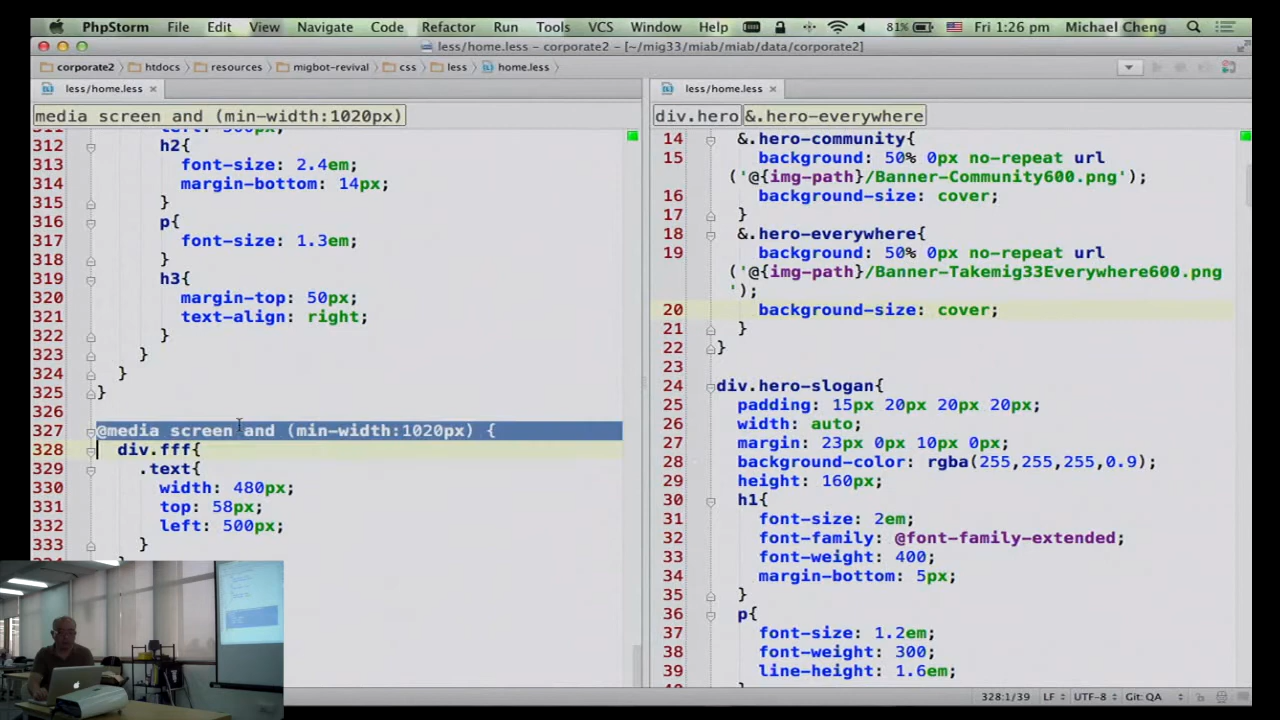 PhpStorm File Edit View Navigate Code Refactor Run Tools VCS Window Help 81% Fri 1:26 pm Michael Cheng
less/home.less - corporate2 - [~/mig33/miab/miab/data/corporate2]
corporate2 htdocs resources migbot-revival css less home.less
less/home.less
media screen and (min-width:1020px)
311 left: 500px;
312 h2{
313 font-size: 2.4em;
314 margin-bottom: 14px;
315 }
316 p{
317 font-size: 1.3em;
318 }
319 h3{
320 margin-top: 50px;
321 text-align: right;
322 }
323 }
324 }
325 }
326
327 @media screen and (min-width:1020px) {
328 div.fff{
329 .text{
330 width: 480px;
331 top: 58px;
332 left: 500px;
333 }
less/home.less
div.hero &.hero-everywhere
14 &.hero-community{
15 background: 50% 0px no-repeat url
('@{img-path}/Banner-Community600.png');
16 background-size: cover;
17 }
18 &.hero-everywhere{
19 background: 50% 0px no-repeat url
('@{img-path}/Banner-Takemig33Everywhere600.png
');
20 background-size: cover;
21 }
22 }
23
24 div.hero-slogan{
25 padding: 15px 20px 20px 20px;
26 width: auto;
27 margin: 23px 0px 10px 0px;
28 background-color: rgba(255,255,255,0.9);
29 height: 160px;
30 h1{
31 font-size: 2em;
32 font-family: @font-family-extended;
33 font-weight: 400;
34 margin-bottom: 5px;
35 }
36 p{
37 font-size: 1.2em;
38 font-weight: 300;
39 line-height: 1.6em;
328:1/39 LF UTF-8 Git: QA